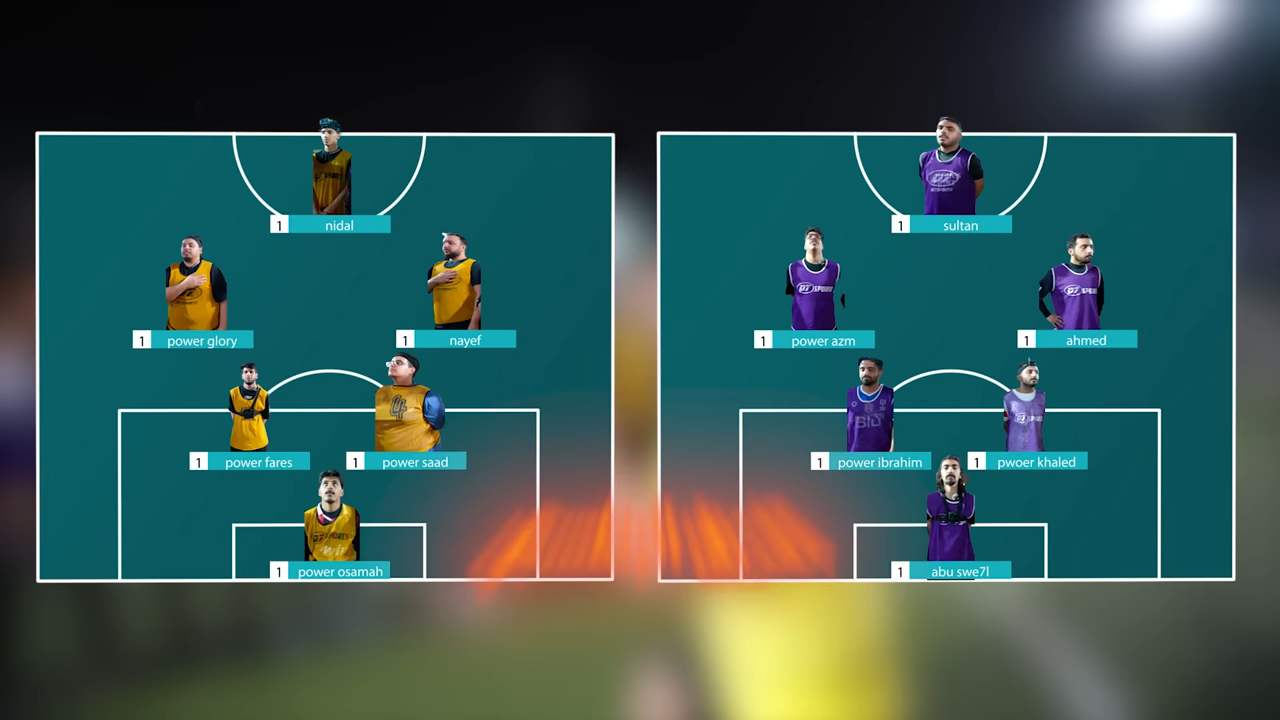 1 nidal
1 power glory
1 nayef
1 power fares
1 power saad
1 power osamah
1 sultan
1 power azm
1 ahmed
1 power ibrahim
1 pwoer khaled
1 abu swe7l